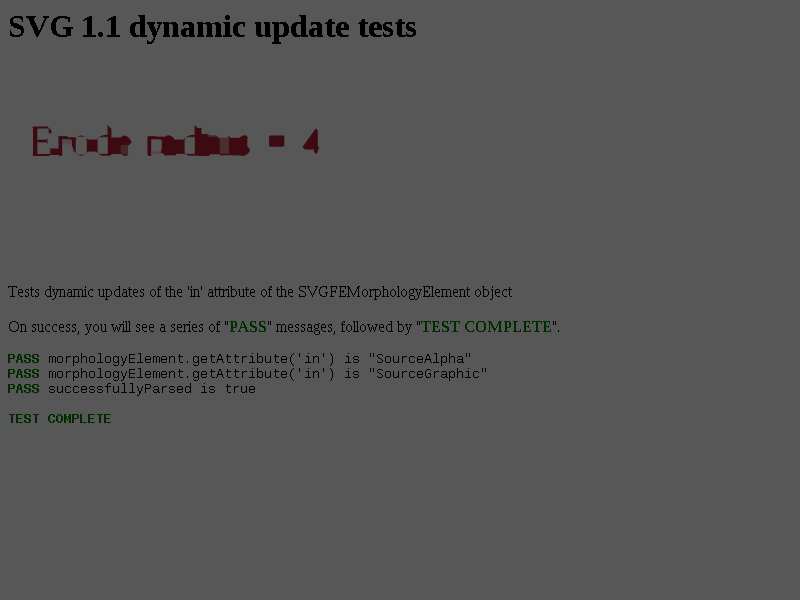 SVG 1.1 dynamic update tests
Erode radius = 4
Tests dynamic updates of the 'in' attribute of the SVGFEMorphologyElement object
On success, you will see a series of "PASS" messages, followed by "TEST COMPLETE".
PASS morphologyElement.getAttribute('in') is "SourceAlpha"
PASS morphologyElement.getAttribute('in') is "SourceGraphic"
PASS successfullyParsed is true
TEST COMPLETE